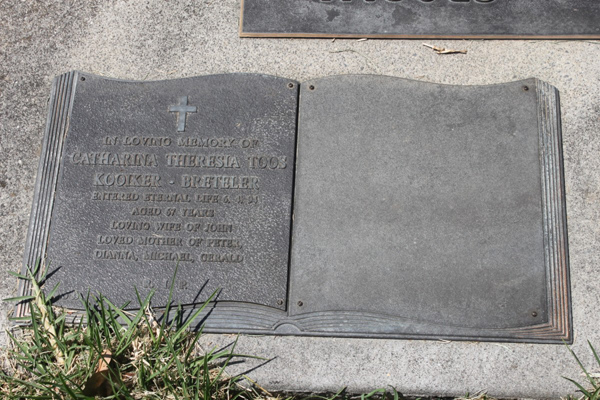 IN LOVING MEMORY OF
CATHARINA THERESIA TOOS
KOOIKER - BRETELER
ENTERED ETERNAL LIFE
AGED 67 YEARS
LOVING WIFE OF JOHN
LOVED MOTHER OF PETER,
DIANNA, MICHAEL, GERALD